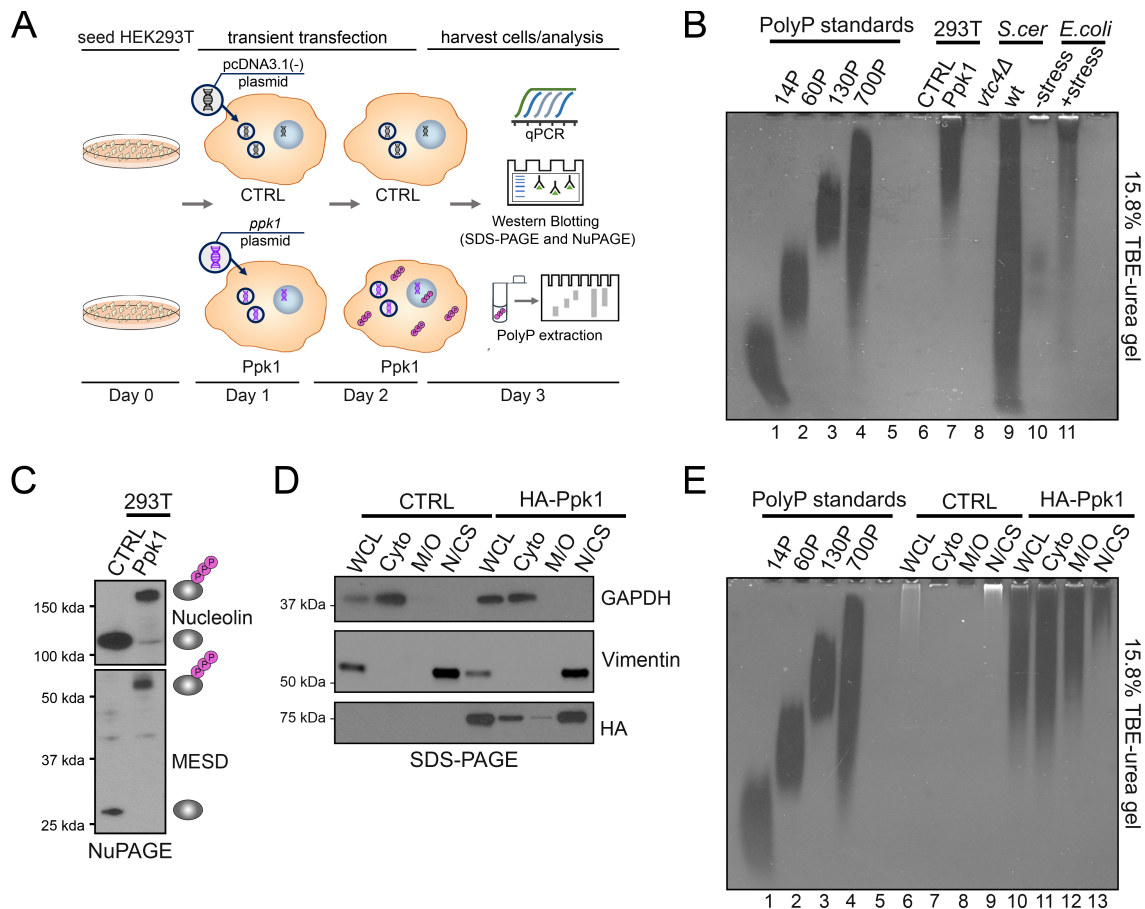 A
seed HEK293T
transient transfection
harvest cells/analysis
pcDNA3.1(-)
plasmid
CTRL
CTRL
qPCR
Western Blotting
(SDS-PAGE and NuPAGE)
ppk1
plasmid
Ppk1
Ppk1
PolyP extraction
Day 0
Day 1
Day 2
Day 3
B
PolyP standards
293T
S.cer
E.coli
14P
60P
130P
700P
CTRL
Ppk1
vtc4Δ
wt
-stress
+stress
15.8% TBE-urea gel
1 2 3 4 5 6 7 8 9 10 11
C
293T
CTRL
Ppk1
P P P
150 kDa
Nucleolin
100 kDa
P P P
50 kDa
37 kDa
MESD
25 kDa
NuPAGE
D
CTRL
HA-Ppk1
WCL
Cyto
M/O
N/CS
WCL
Cyto
M/O
N/CS
37 kDa
GAPDH
Vimentin
50 kDa
75 kDa
HA
SDS-PAGE
E
PolyP standards
CTRL
HA-Ppk1
14P
60P
130P
700P
WCL
Cyto
M/O
N/CS
WCL
Cyto
M/O
N/CS
15.8% TBE-urea gel
1 2 3 4 5 6 7 8 9 10 11 12 13